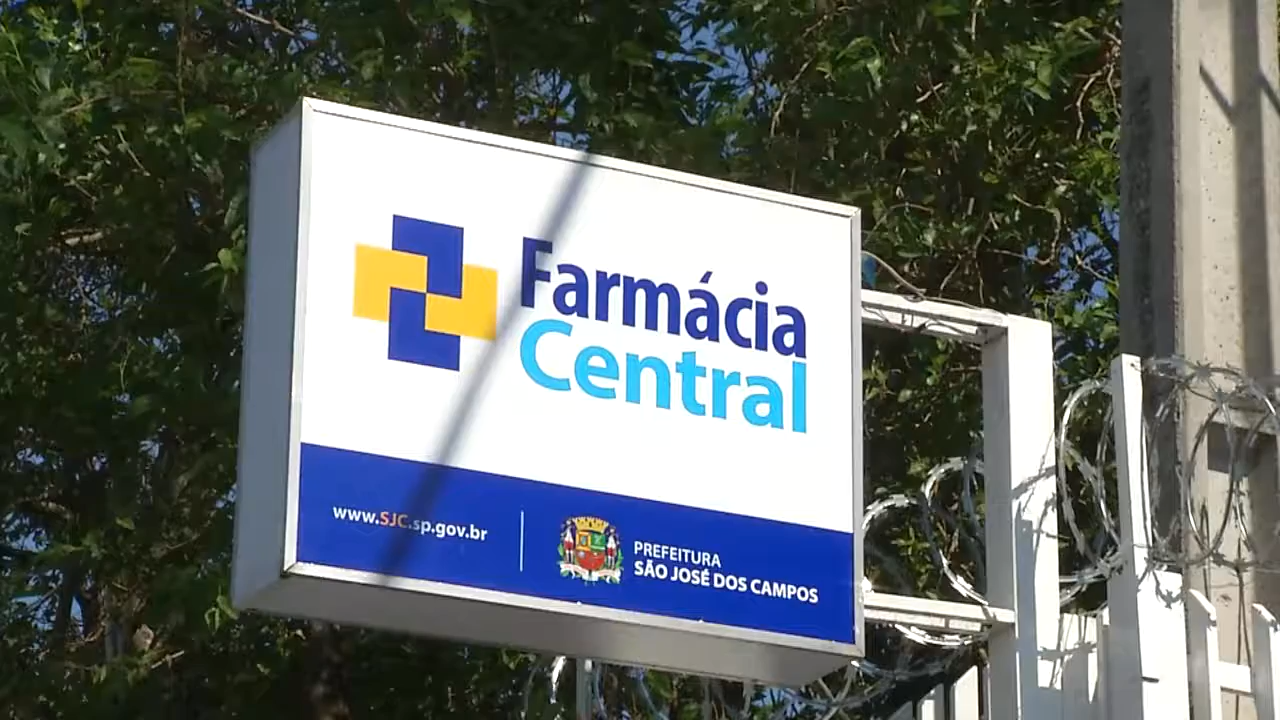 Farmácia
Central
www.SJC.sp.gov.br
PREFEITURA
SÃO JOSÉ DOS CAMPOS